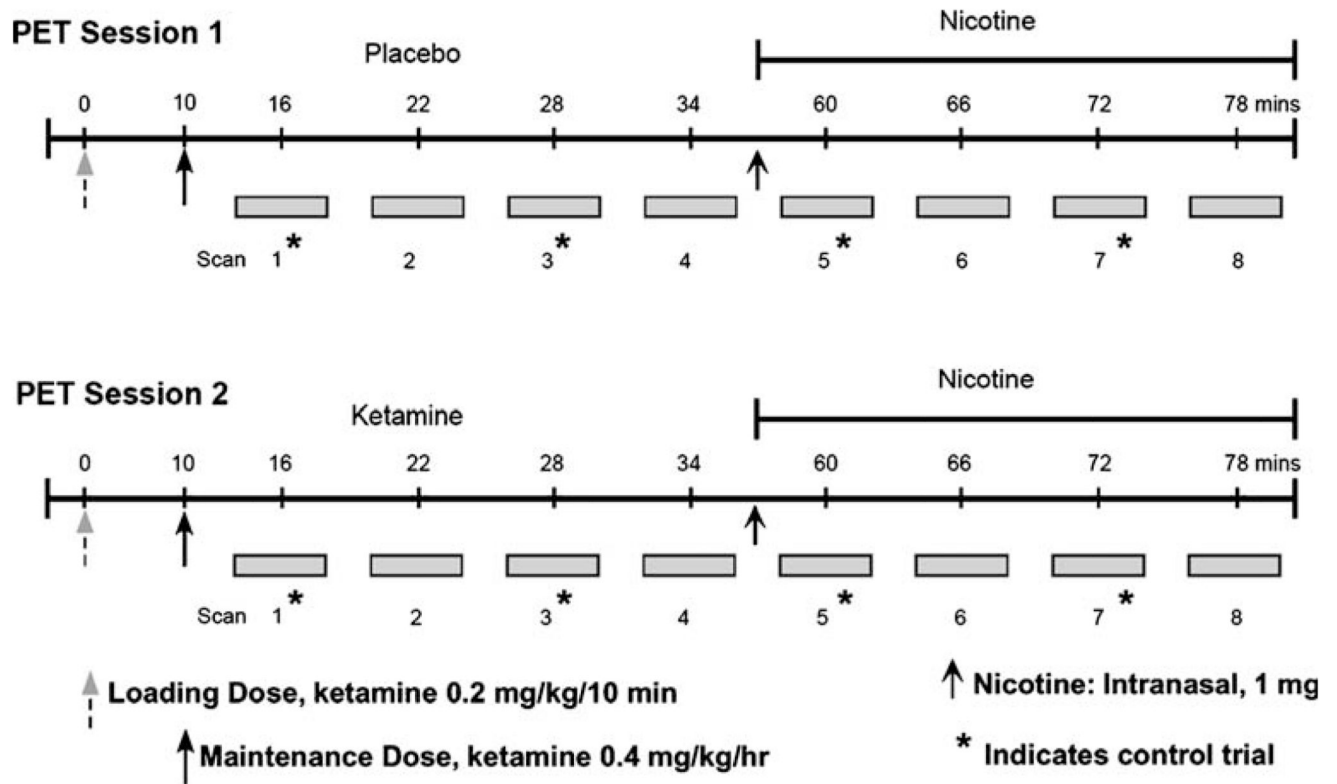 PET Session 1
Nicotine
Placebo
0 10 16 22 28 34 60 66 72 78 mins
Scan 1* 2 3* 4 5* 6 7* 8
PET Session 2
Nicotine
Ketamine
0 10 16 22 28 34 60 66 72 78 mins
Scan 1* 2 3* 4 5* 6 7* 8
Loading Dose, ketamine 0.2 mg/kg/10 min
Nicotine: Intranasal, 1 mg
Maintenance Dose, ketamine 0.4 mg/kg/hr
* Indicates control trial